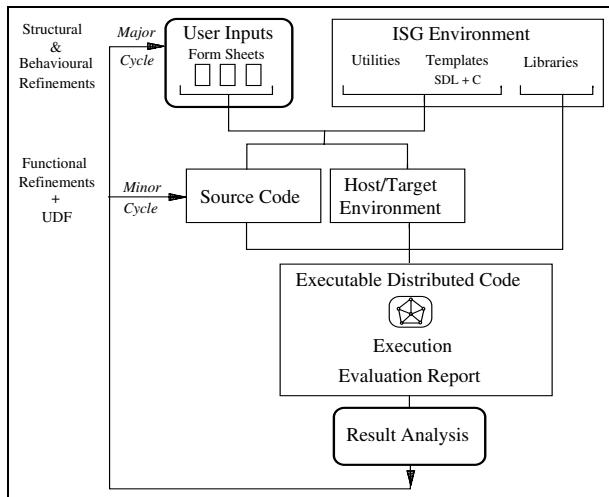 Structural
&
Behavioural
Refinements
Major
Cycle
User Inputs
Form Sheets
ISG Environment
Utilities
Templates
SDL + C
Libraries
Functional
Refinements
+
UDF
Minor
Cycle
Source Code
Host/Target
Environment
Executable Distributed Code
Execution
Evaluation Report
Result Analysis